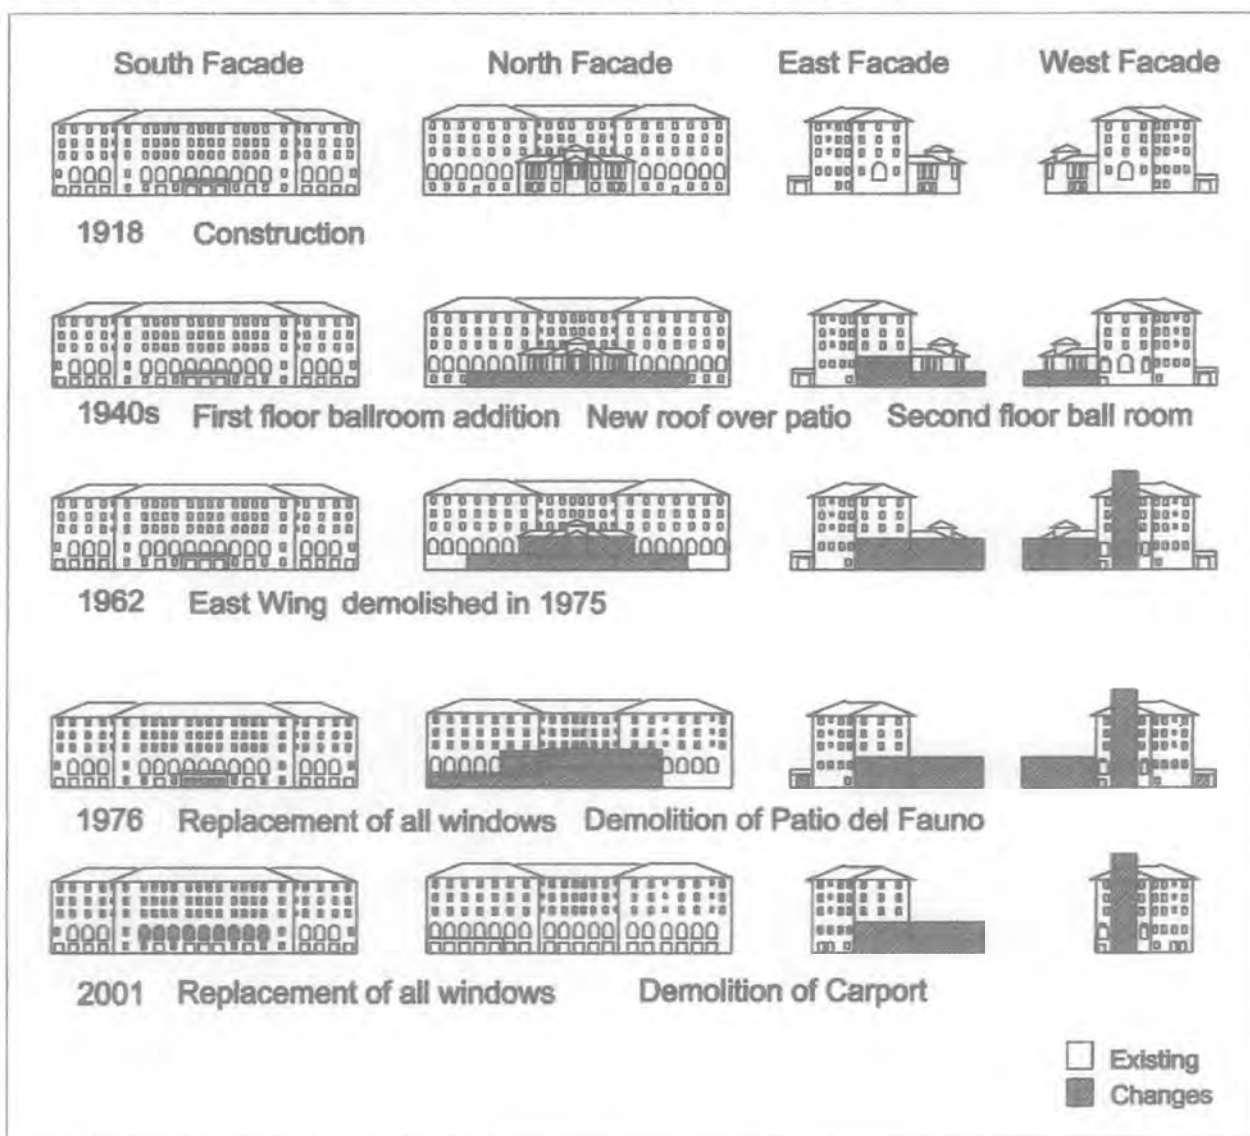 South Facade North Facade East Facade West Facade
1918 Construction
1940s First floor ballroom addition New roof over patio Second floor ball room
1962 East Wing demolished in 1975
1976 Replacement of all windows Demolition of Patio del Fauno
2001 Replacement of all windows Demolition of Carport
Existing
Changes